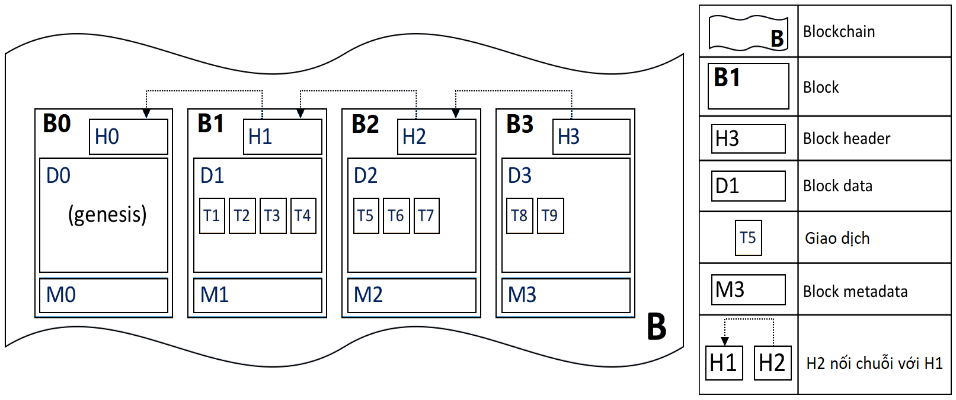 B0
H0
D0
(genesis)
M0
B1
H1
D1
T1 T2 T3 T4
M1
B2
H2
D2
T5 T6 T7
M2
B3
H3
D3
T8 T9
M3
B
B Blockchain
B1 Block
H3 Block header
D1 Block data
T5 Giao dịch
M3 Block metadata
H1 H2 H2 nối chuỗi với H1